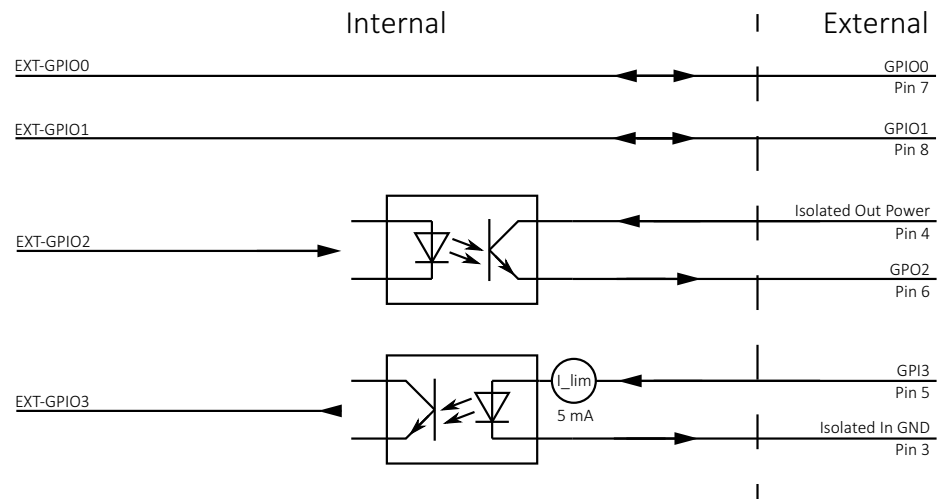 Internal
External
EXT-GPIO0
GPIO0
Pin 7
EXT-GPIO1
GPIO1
Pin 8
Isolated Out Power
Pin 4
EXT-GPIO2
GPO2
Pin 6
GPI3
I_lim
Pin 5
EXT-GPIO3
5 mA
Isolated In GND
Pin 3